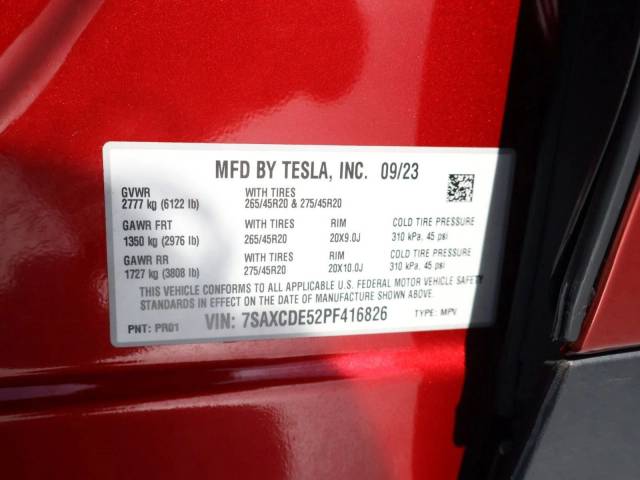 MFD BY TESLA, INC. 09/23
GVWR WITH TIRES
2777 kg (6122 lb) 265/45R20 & 275/45R20
GAWR FRT WITH TIRES RIM COLD TIRE PRESSURE
1350 kg (2976 lb) 265/45R20 20X9.0J 310 kPa, 45 psi
GAWR RR WITH TIRES RIM COLD TIRE PRESSURE
1727 kg (3808 lb) 275/45R20 20X10.0J 310 kPa, 45 psi
THIS VEHICLE CONFORMS TO ALL APPLICABLE U.S. FEDERAL MOTOR VEHICLE SAFETY
STANDARDS IN EFFECT ON THE DATE OF MANUFACTURE SHOWN ABOVE.
PNT: PR01 VIN: 7SAXCDE52PF416826 TYPE: MPV